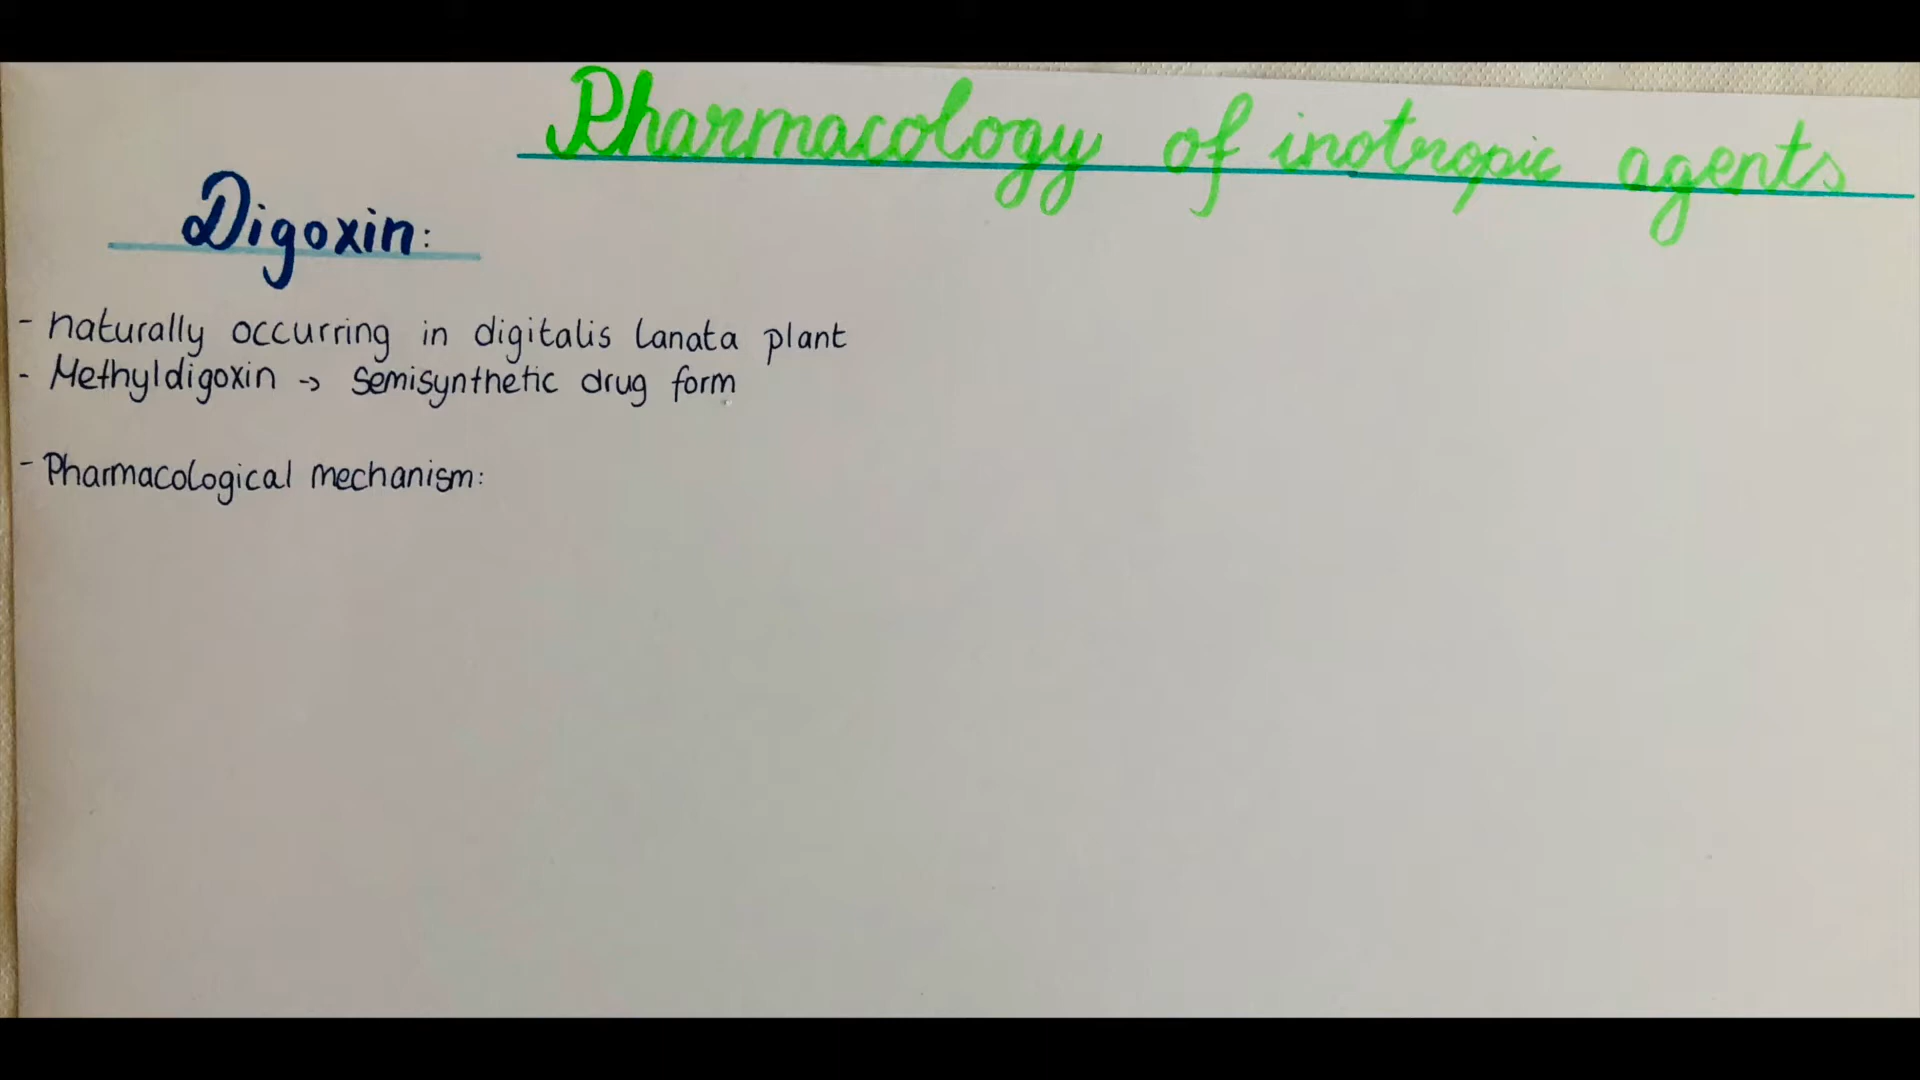 Pharmacology of inotropic agents
Digoxin:
- naturally occurring in digitalis lanata plant
- Methyldigoxin → semisynthetic drug form
- Pharmacological mechanism: